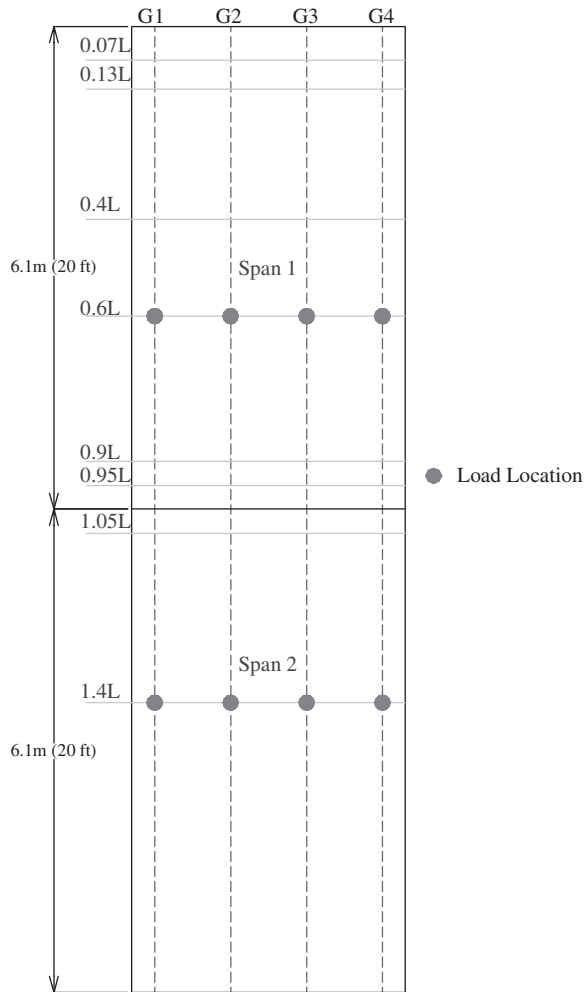 G1 G2 G3 G4
0.07L
0.13L
0.4L
6.1m (20 ft)
Span 1
0.6L
0.9L
0.95L
Load Location
1.05L
Span 2
1.4L
6.1m (20 ft)